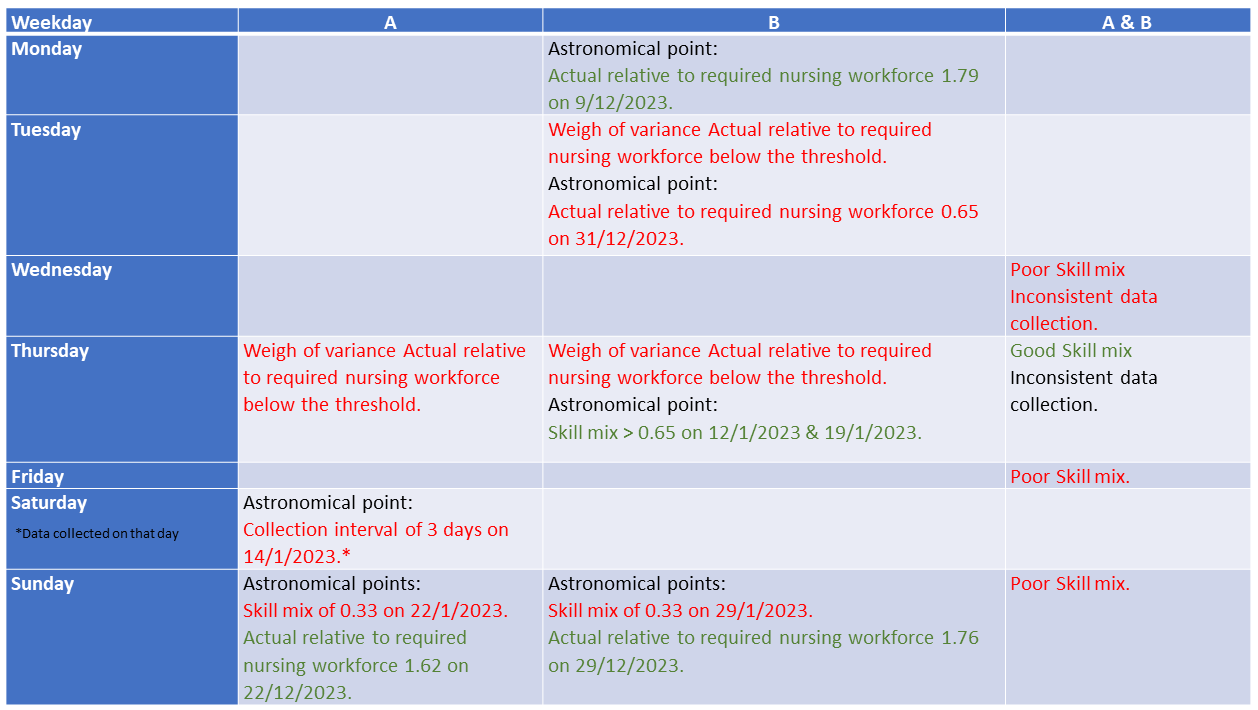 Weekday A B A & B
Monday
Astronomical point:
Actual relative to required nursing workforce 1.79
on 9/12/2023.
Tuesday
Weigh of variance Actual relative to required
nursing workforce below the threshold.
Astronomical point:
Actual relative to required nursing workforce 0.65
on 31/12/2023.
Wednesday
Poor Skill mix
Inconsistent data
collection.
Thursday
Weigh of variance Actual relative
to required nursing workforce
below the threshold.
Weigh of variance Actual relative to required
nursing workforce below the threshold.
Astronomical point:
Skill mix > 0.65 on 12/1/2023 & 19/1/2023.
Good Skill mix
Inconsistent data
collection.
Friday
Poor Skill mix.
Saturday
*Data collected on that day
Astronomical point:
Collection interval of 3 days on
14/1/2023.*
Sunday
Astronomical points:
Skill mix of 0.33 on 22/1/2023.
Actual relative to required
nursing workforce 1.62 on
22/12/2023.
Astronomical points:
Skill mix of 0.33 on 29/1/2023.
Actual relative to required nursing workforce 1.76
on 29/12/2023.
Poor Skill mix.